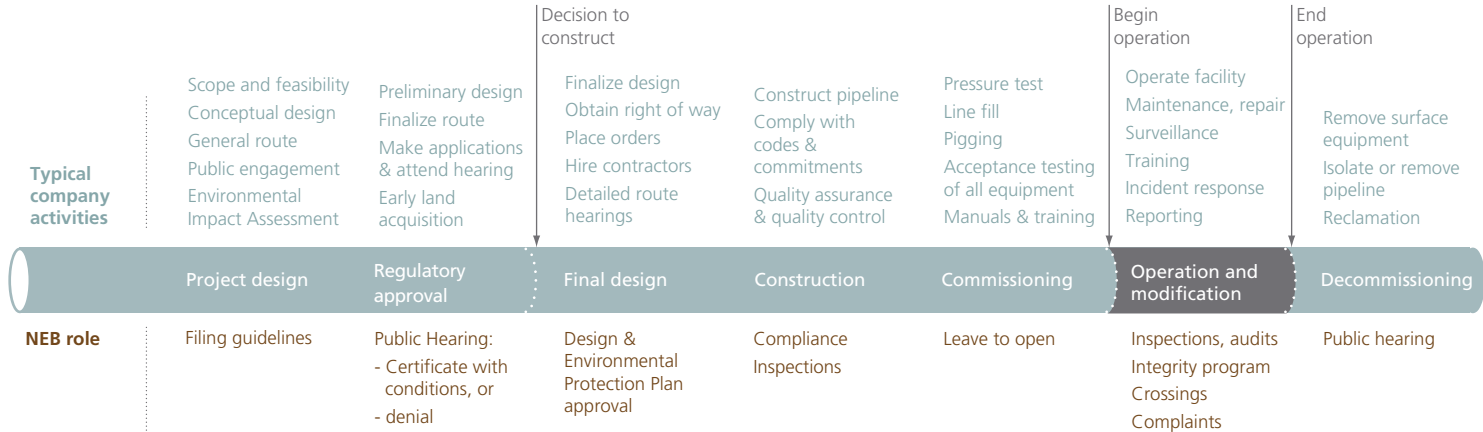 Decision to
construct
Begin
operation
End
operation
Typical
company
activities
Scope and feasibility
Conceptual design
General route
Public engagement
Environmental
Impact Assessment
Preliminary design
Finalize route
Make applications
& attend hearing
Early land
acquisition
Finalize design
Obtain right of way
Place orders
Hire contractors
Detailed route
hearings
Construct pipeline
Comply with
codes &
commitments
Quality assurance
& quality control
Pressure test
Line fill
Pigging
Acceptance testing
of all equipment
Manuals & training
Operate facility
Maintenance, repair
Surveillance
Training
Incident response
Reporting
Remove surface
equipment
Isolate or remove
pipeline
Reclamation
Project design
Regulatory
approval
Final design
Construction
Commissioning
Operation and
modification
Decommissioning
NEB role
Filing guidelines
Public Hearing:
- Certificate with
conditions, or
- denial
Design &
Environmental
Protection Plan
approval
Compliance
Inspections
Leave to open
Inspections, audits
Integrity program
Crossings
Complaints
Public hearing